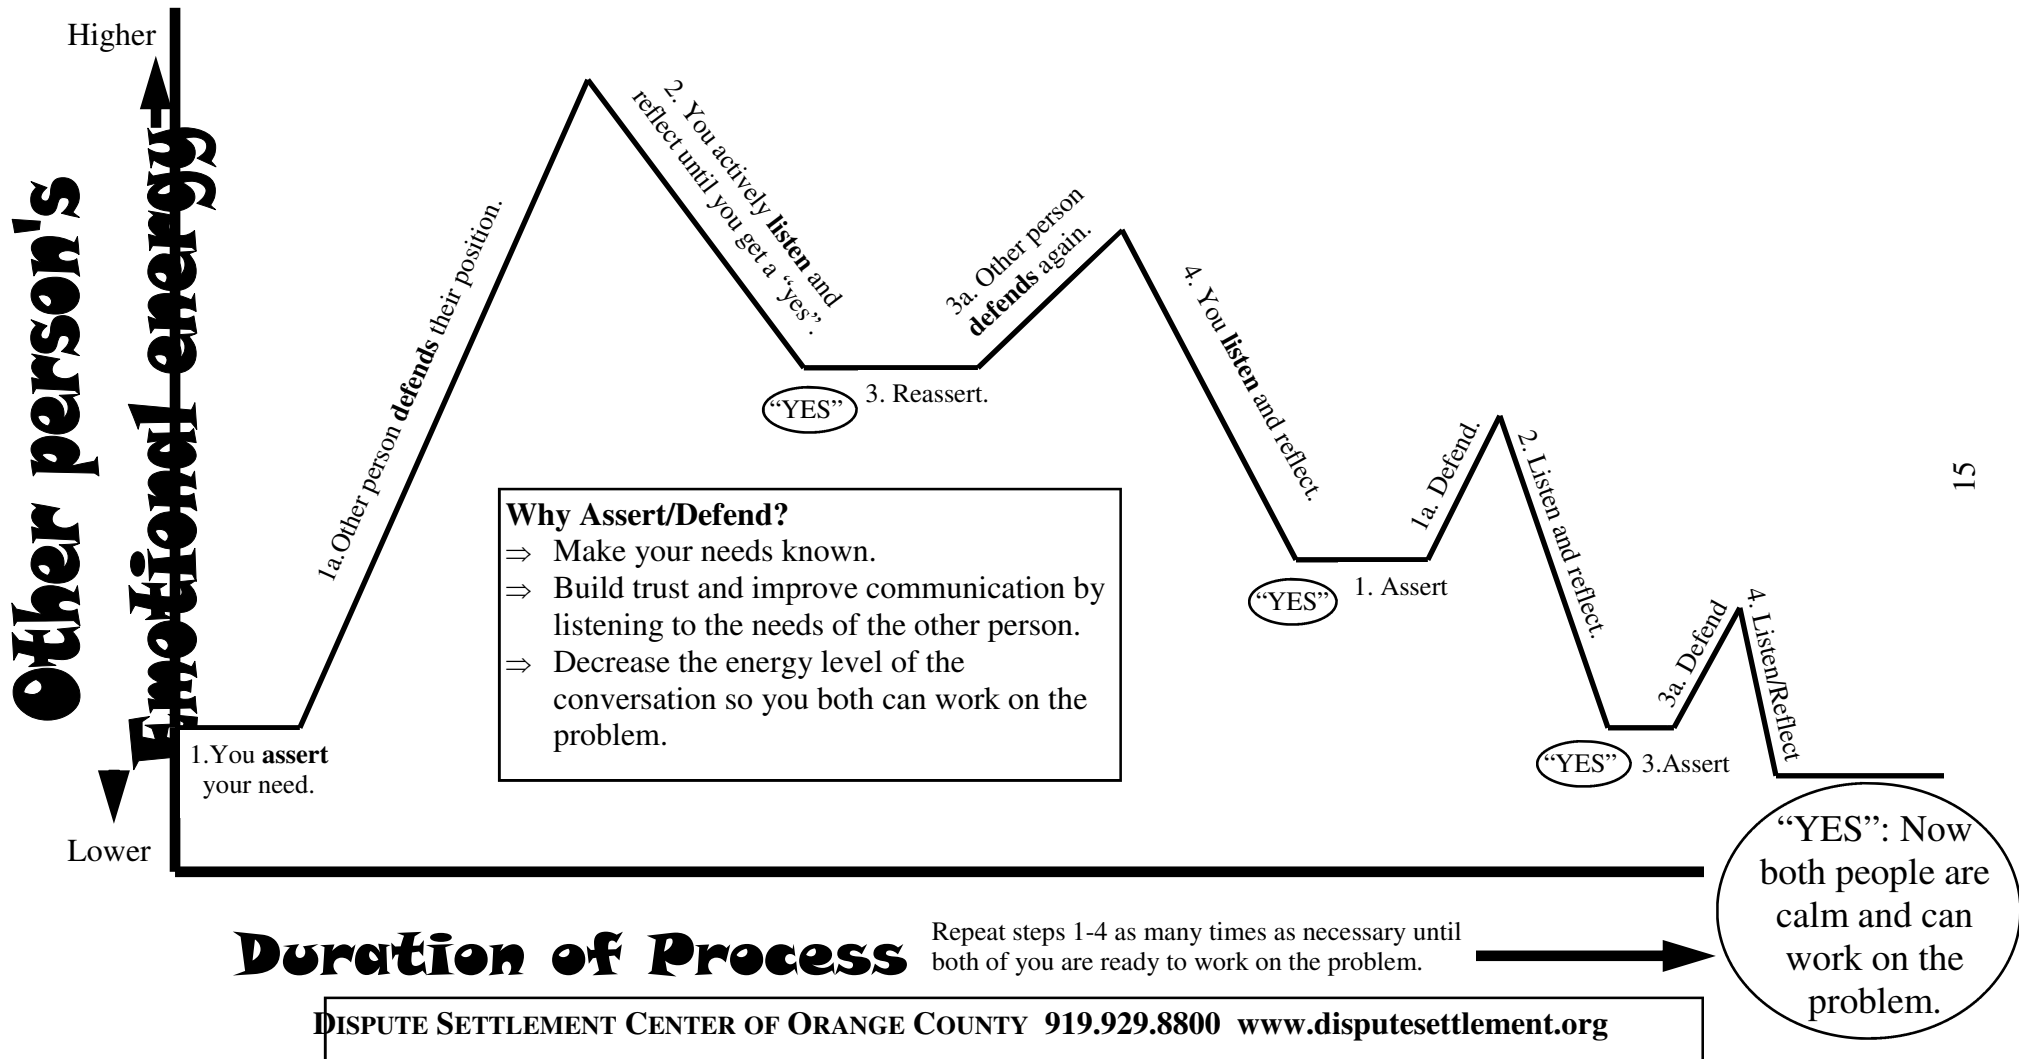 Higher
Other person's
Emotional energy
Lower
1.You assert
your need.
1a.Other person defends their position.
2. You actively listen and
reflect until you get a “yes”.
“YES”
3. Reassert.
3a. Other person
defends again.
4. You listen and reflect.
“YES”
1. Assert
1a. Defend.
2. Listen and reflect.
“YES”
3.Assert
3a. Defend
4. Listen/Reflect
“YES”: Now
both people are
calm and can
work on the
problem.
Why Assert/Defend?
⇒ Make your needs known.
⇒ Build trust and improve communication by
listening to the needs of the other person.
⇒ Decrease the energy level of the
conversation so you both can work on the
problem.
15
Duration of Process
Repeat steps 1-4 as many times as necessary until
both of you are ready to work on the problem.
DISPUTE SETTLEMENT CENTER OF ORANGE COUNTY 919.929.8800 www.disputesettlement.org